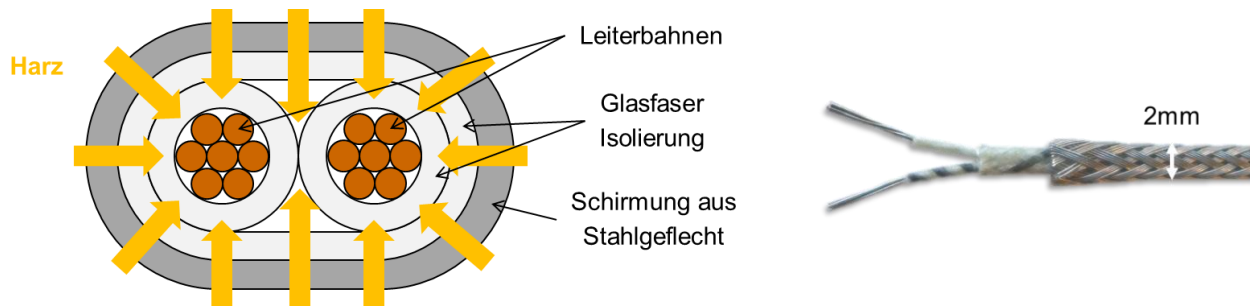 Harz
Leiterbahnen
Glasfaser
Isolierung
Schirmung aus
Stahlgeflecht
2mm